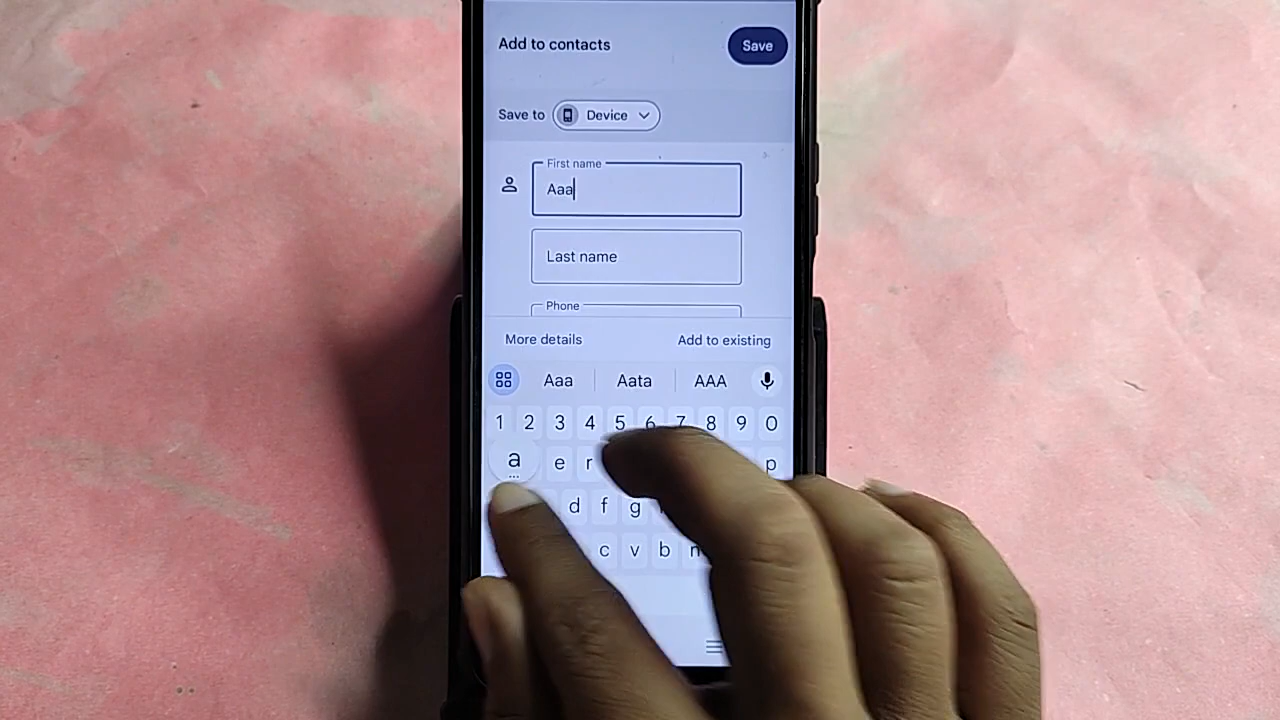 Add to contacts Save
Save to Device
First name
Aaa
Last name
Phone
More details Add to existing
Aaa Aata AAA
1 2 3 4 5 6 7 8 9 0
a e r p
d f g
c v b n